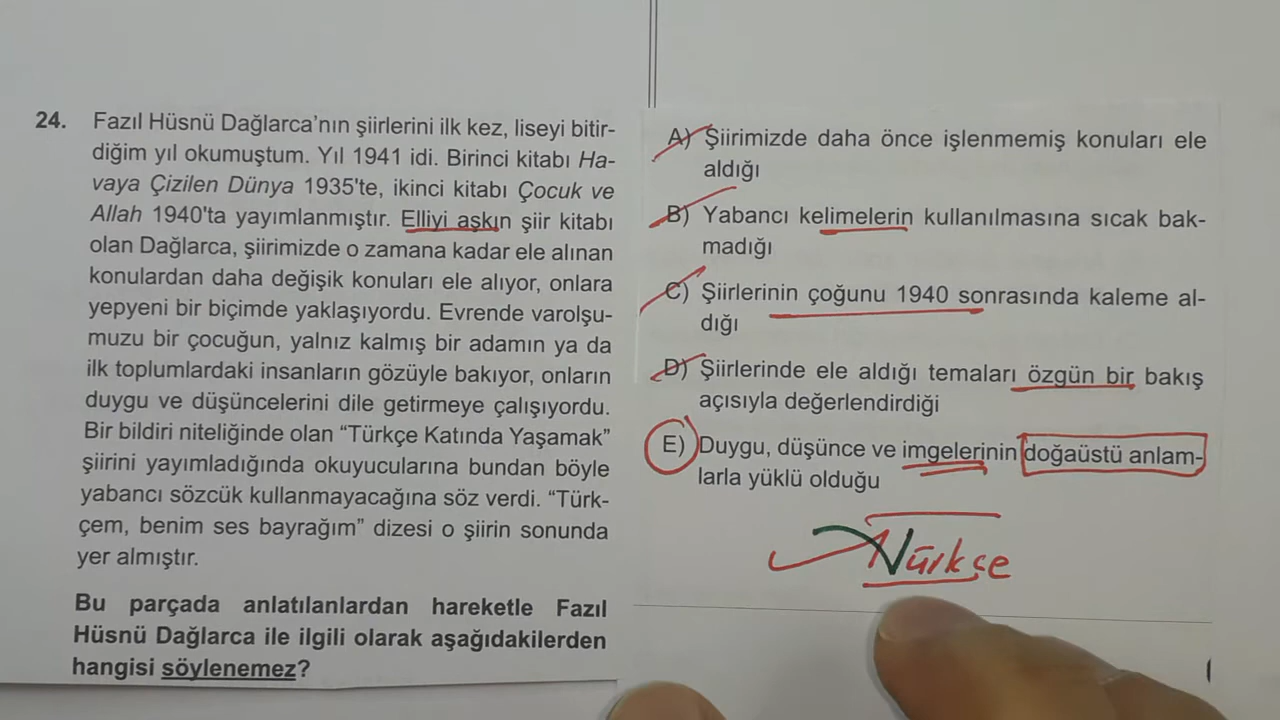 24. Fazıl Hüsnü Dağlarca'nın şiirlerini ilk kez, liseyi bitir-
diğim yıl okumuştum. Yıl 1941 idi. Birinci kitabı Ha-
vaya Çizilen Dünya 1935'te, ikinci kitabı Çocuk ve
Allah 1940'ta yayımlanmıştır. Elliyi aşkın şiir kitabı
olan Dağlarca, şiirimizde o zamana kadar ele alınan
konulardan daha değişik konuları ele alıyor, onlara
yepyeni bir biçimde yaklaşıyordu. Evrende varolşu-
muzu bir çocuğun, yalnız kalmış bir adamın ya da
ilk toplumlardaki insanların gözüyle bakıyor, onların
duygu ve düşüncelerini dile getirmeye çalışıyordu.
Bir bildiri niteliğinde olan “Türkçe Katında Yaşamak”
şiirini yayımladığında okuyucularına bundan böyle
yabancı sözcük kullanmayacağına söz verdi. “Türk-
çem, benim ses bayrağım” dizesi o şiirin sonunda
yer almıştır.
Bu parçada anlatılanlardan hareketle Fazıl
Hüsnü Dağlarca ile ilgili olarak aşağıdakilerden
hangisi söylenemez?
A) Şiirimizde daha önce işlenmemiş konuları ele
aldığı
B) Yabancı kelimelerin kullanılmasına sıcak bak-
madığı
C) Şiirlerinin çoğunu 1940 sonrasında kaleme al-
dığı
D) Şiirlerinde ele aldığı temaları özgün bir bakış
açısıyla değerlendirdiği
E) Duygu, düşünce ve imgelerinin doğaüstü anlam-
larla yüklü olduğu